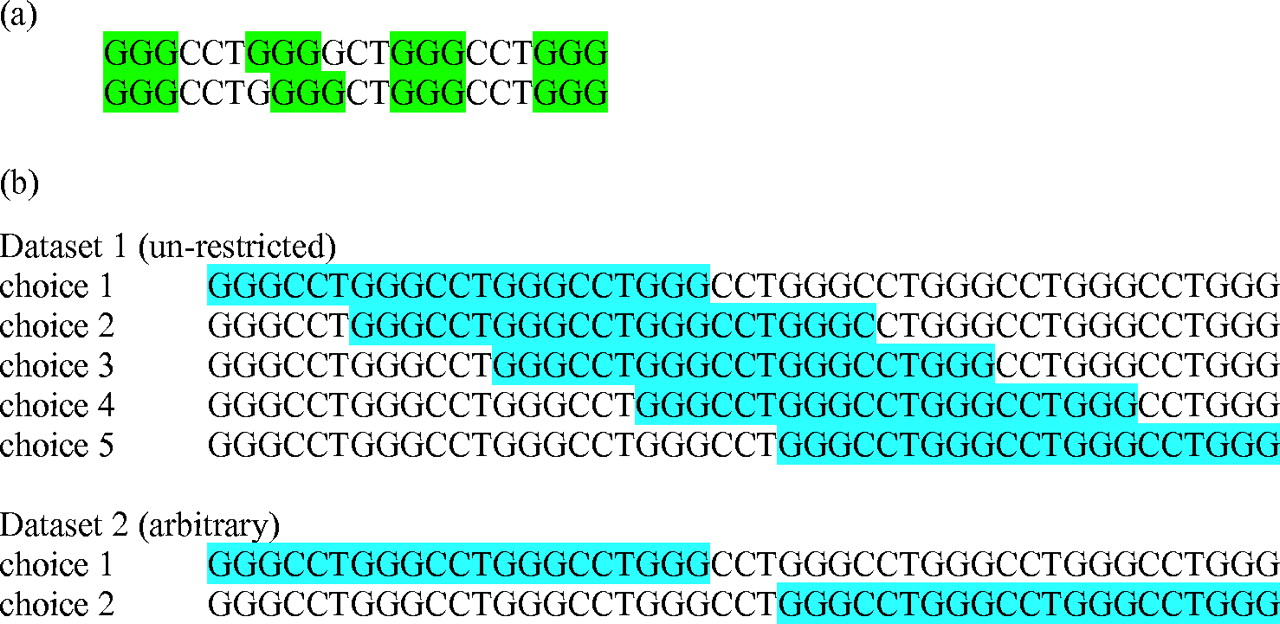 (a)
GGGCCTGGGGCTGGGCCTGGG
GGGCCTGGGGCTGGGCCTGGG
(b)
Dataset 1 (un-restricted)
choice 1 GGGCCTGGGCCTGGGCCTGGGCCTGGGCCTGGGCCTGGGCCTGGG
choice 2 GGGCCTGGGCCTGGGCCTGGGCCTGGGCCTGGGCCTGGGCCTGGG
choice 3 GGGCCTGGGCCTGGGCCTGGGCCTGGGCCTGGGCCTGGGCCTGGG
choice 4 GGGCCTGGGCCTGGGCCTGGGCCTGGGCCTGGGCCTGGGCCTGGG
choice 5 GGGCCTGGGCCTGGGCCTGGGCCTGGGCCTGGGCCTGGGCCTGGG
Dataset 2 (arbitrary)
choice 1 GGGCCTGGGCCTGGGCCTGGGCCTGGGCCTGGGCCTGGGCCTGGG
choice 2 GGGCCTGGGCCTGGGCCTGGGCCTGGGCCTGGGCCTGGGCCTGGG